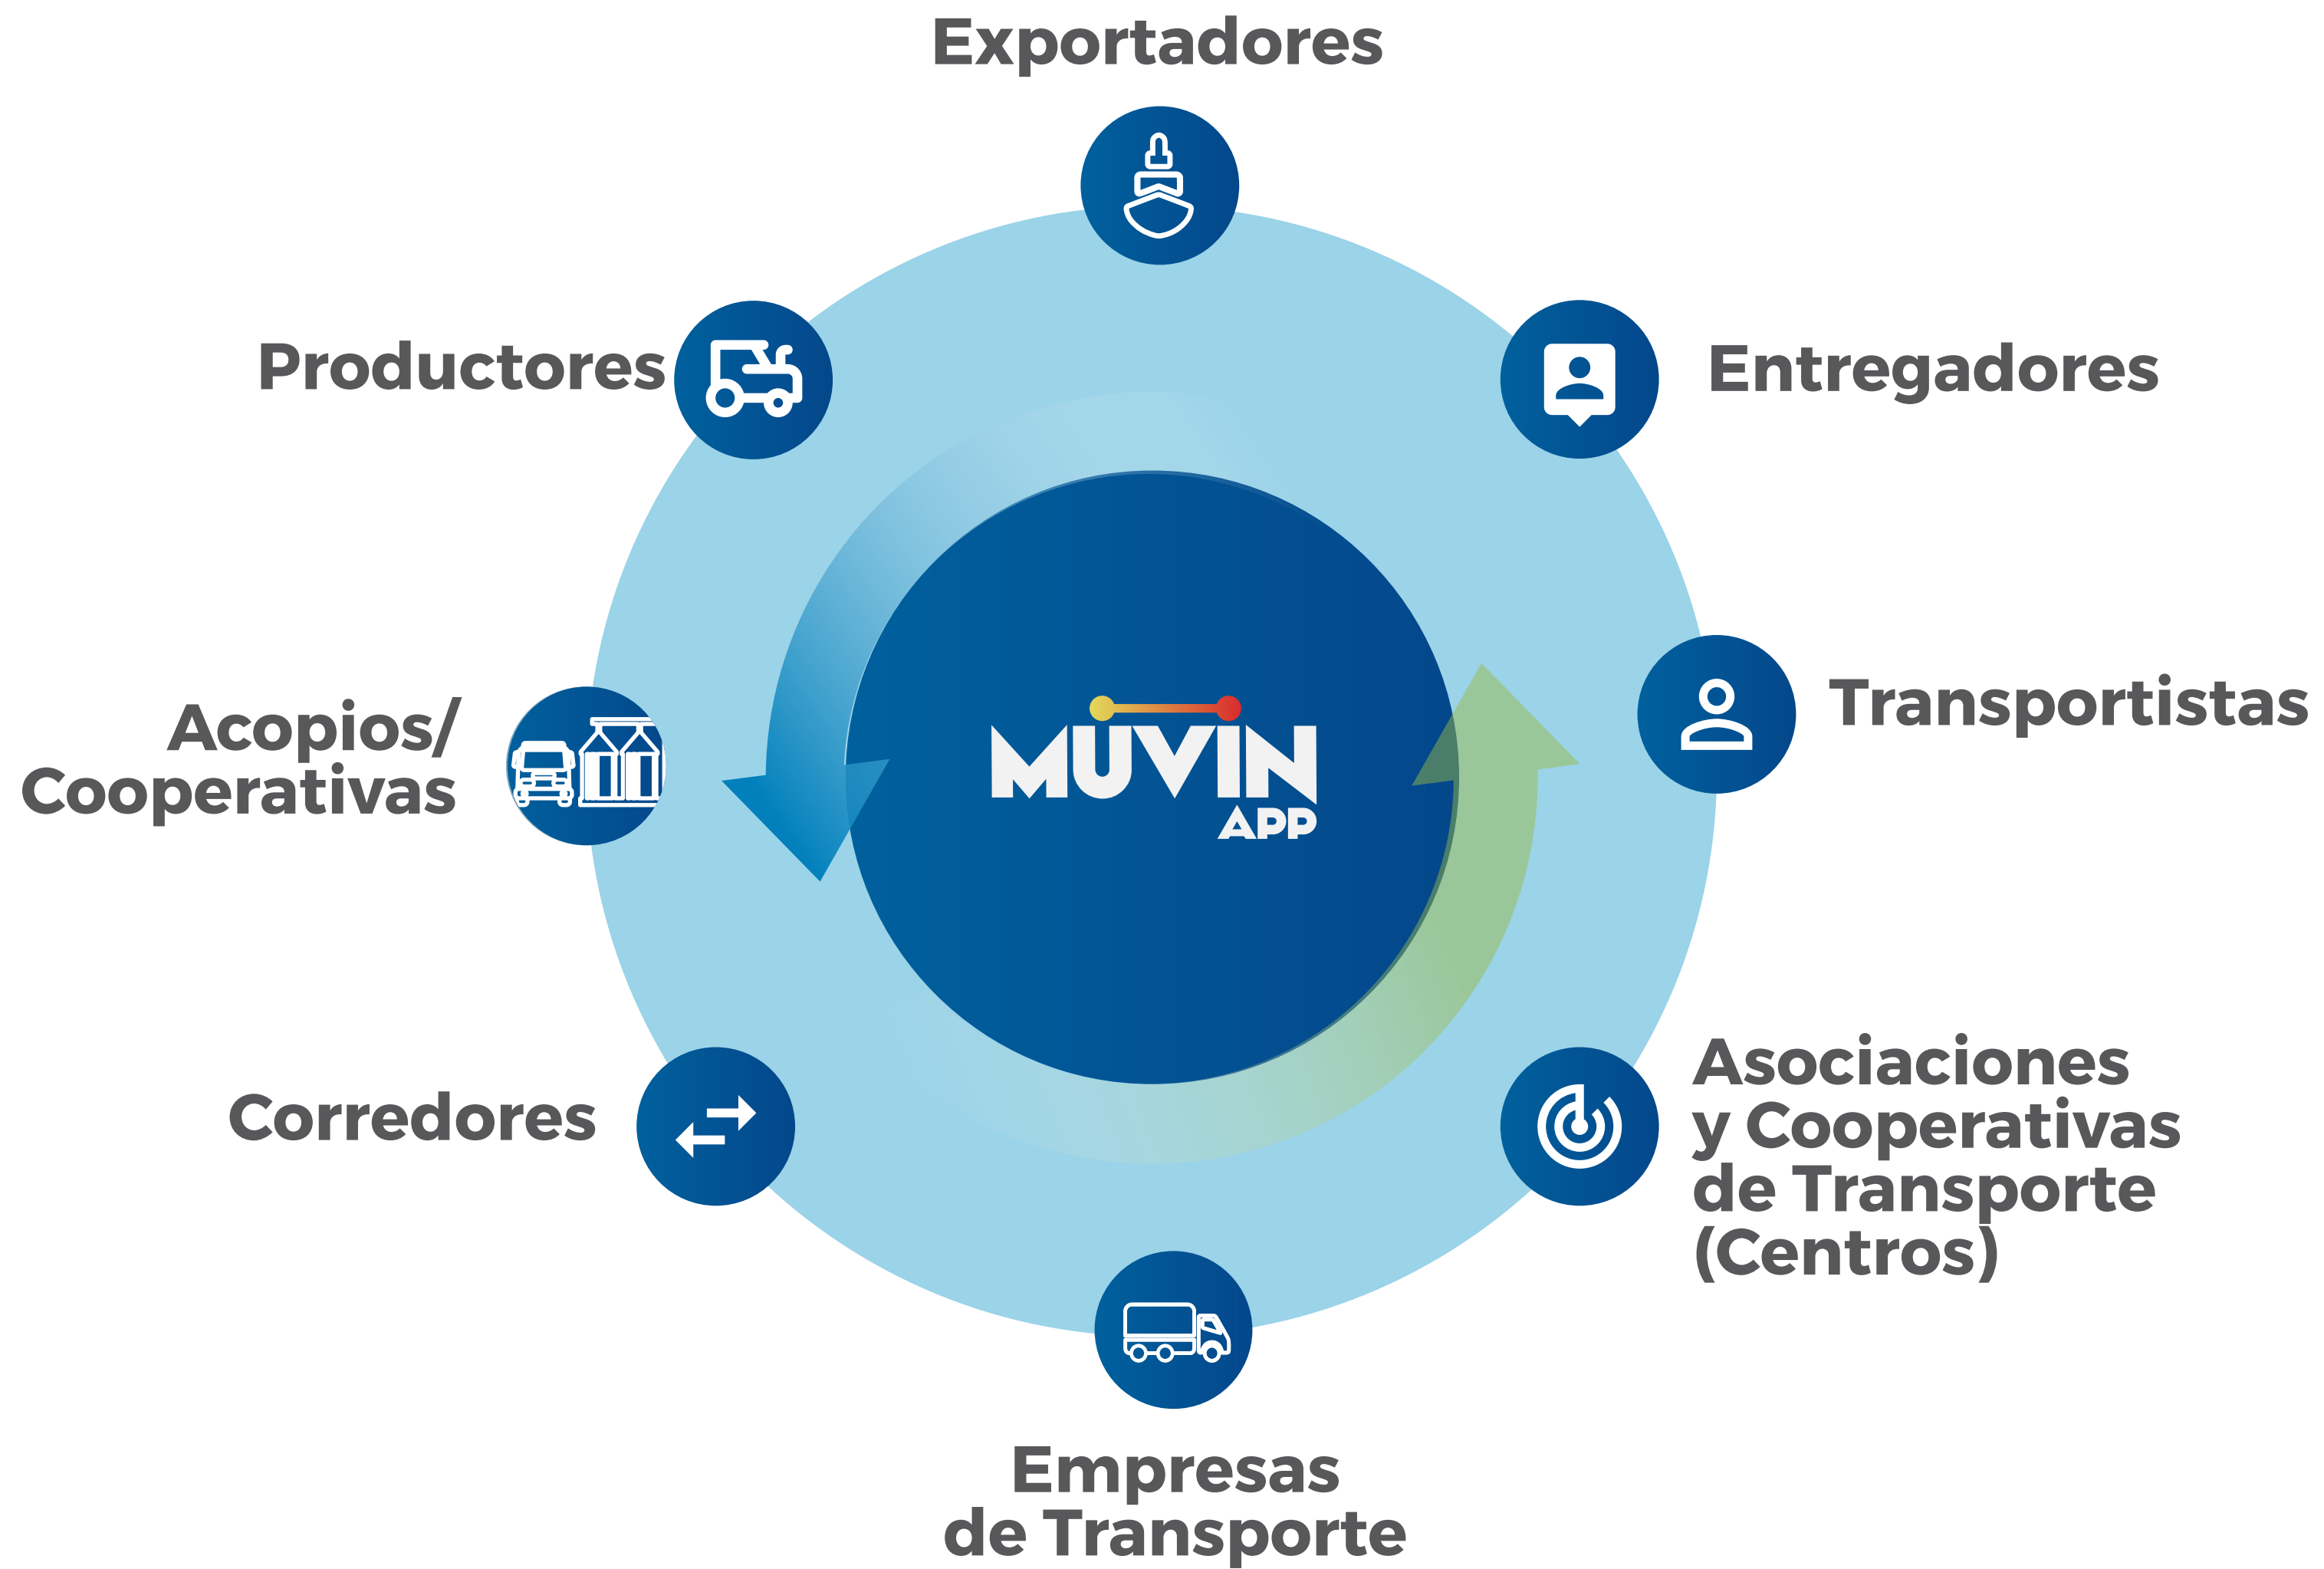 Exportadores
Productores
Entregadores
Transportistas
Acopios/
Cooperativas
MUVIN
APP
Asociaciones
y Cooperativas
de Transporte
(Centros)
Corredores
Empresas
de Transporte